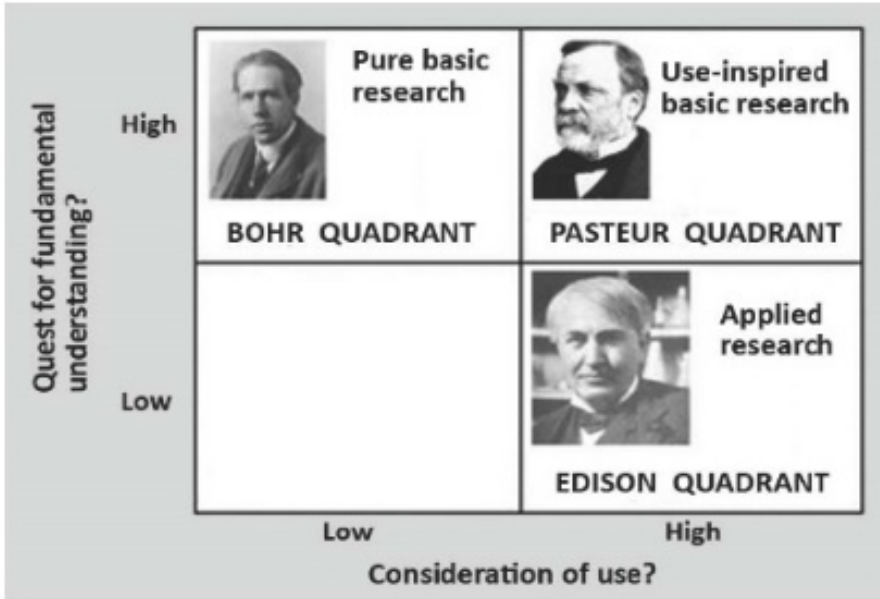 Quest for fundamental
understanding?
High
Pure basic
research
BOHR QUADRANT
Use-inspired
basic research
PASTEUR QUADRANT
Low
Applied
research
EDISON QUADRANT
Low
High
Consideration of use?